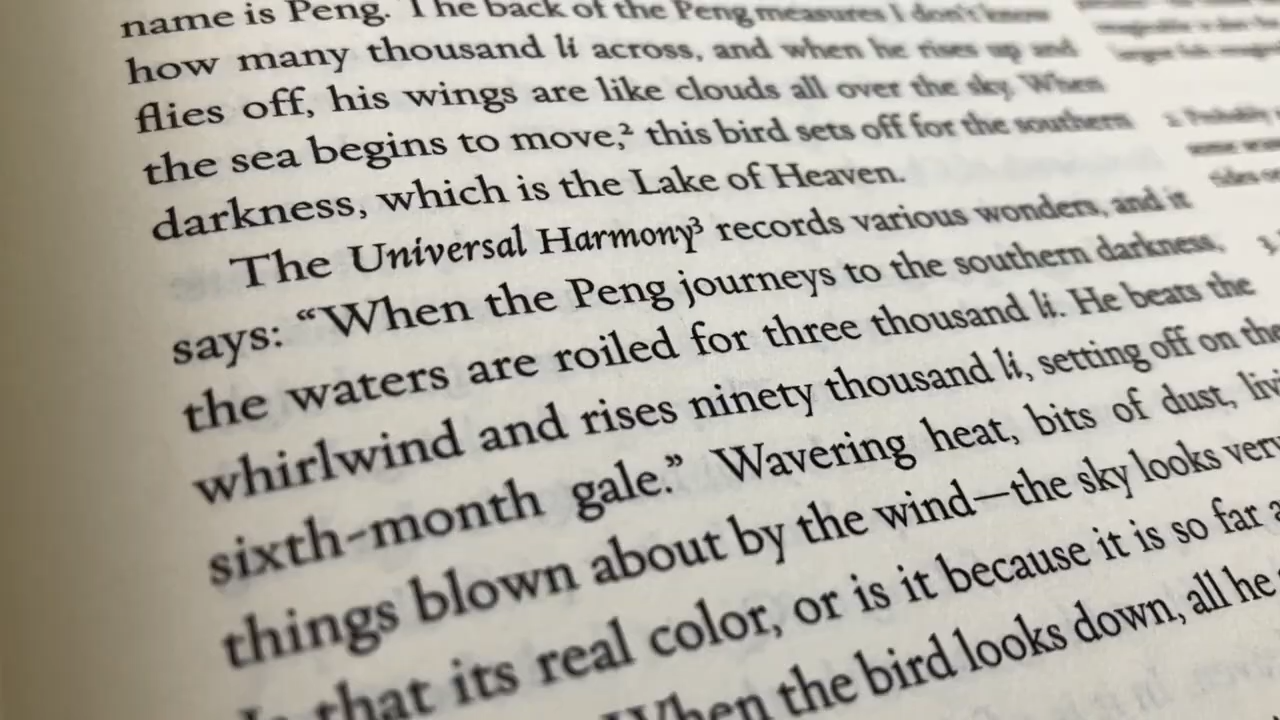 name is Peng. The back of the Peng measures I don't know
how many thousand li across, and when he rises up and
flies off, his wings are like clouds all over the sky. When
the sea begins to move,² this bird sets off for the southern
darkness, which is the Lake of Heaven.
The Universal Harmony³ records various wonders, and it
says: “When the Peng journeys to the southern darkness,
the waters are roiled for three thousand li. He beats the
whirlwind and rises ninety thousand li, setting off on the
sixth-month gale.” Wavering heat, bits of dust,
things blown about by the wind—the sky looks very
that its real color, or is it because it is so far
When the bird looks down, all he
2. Probably
3.